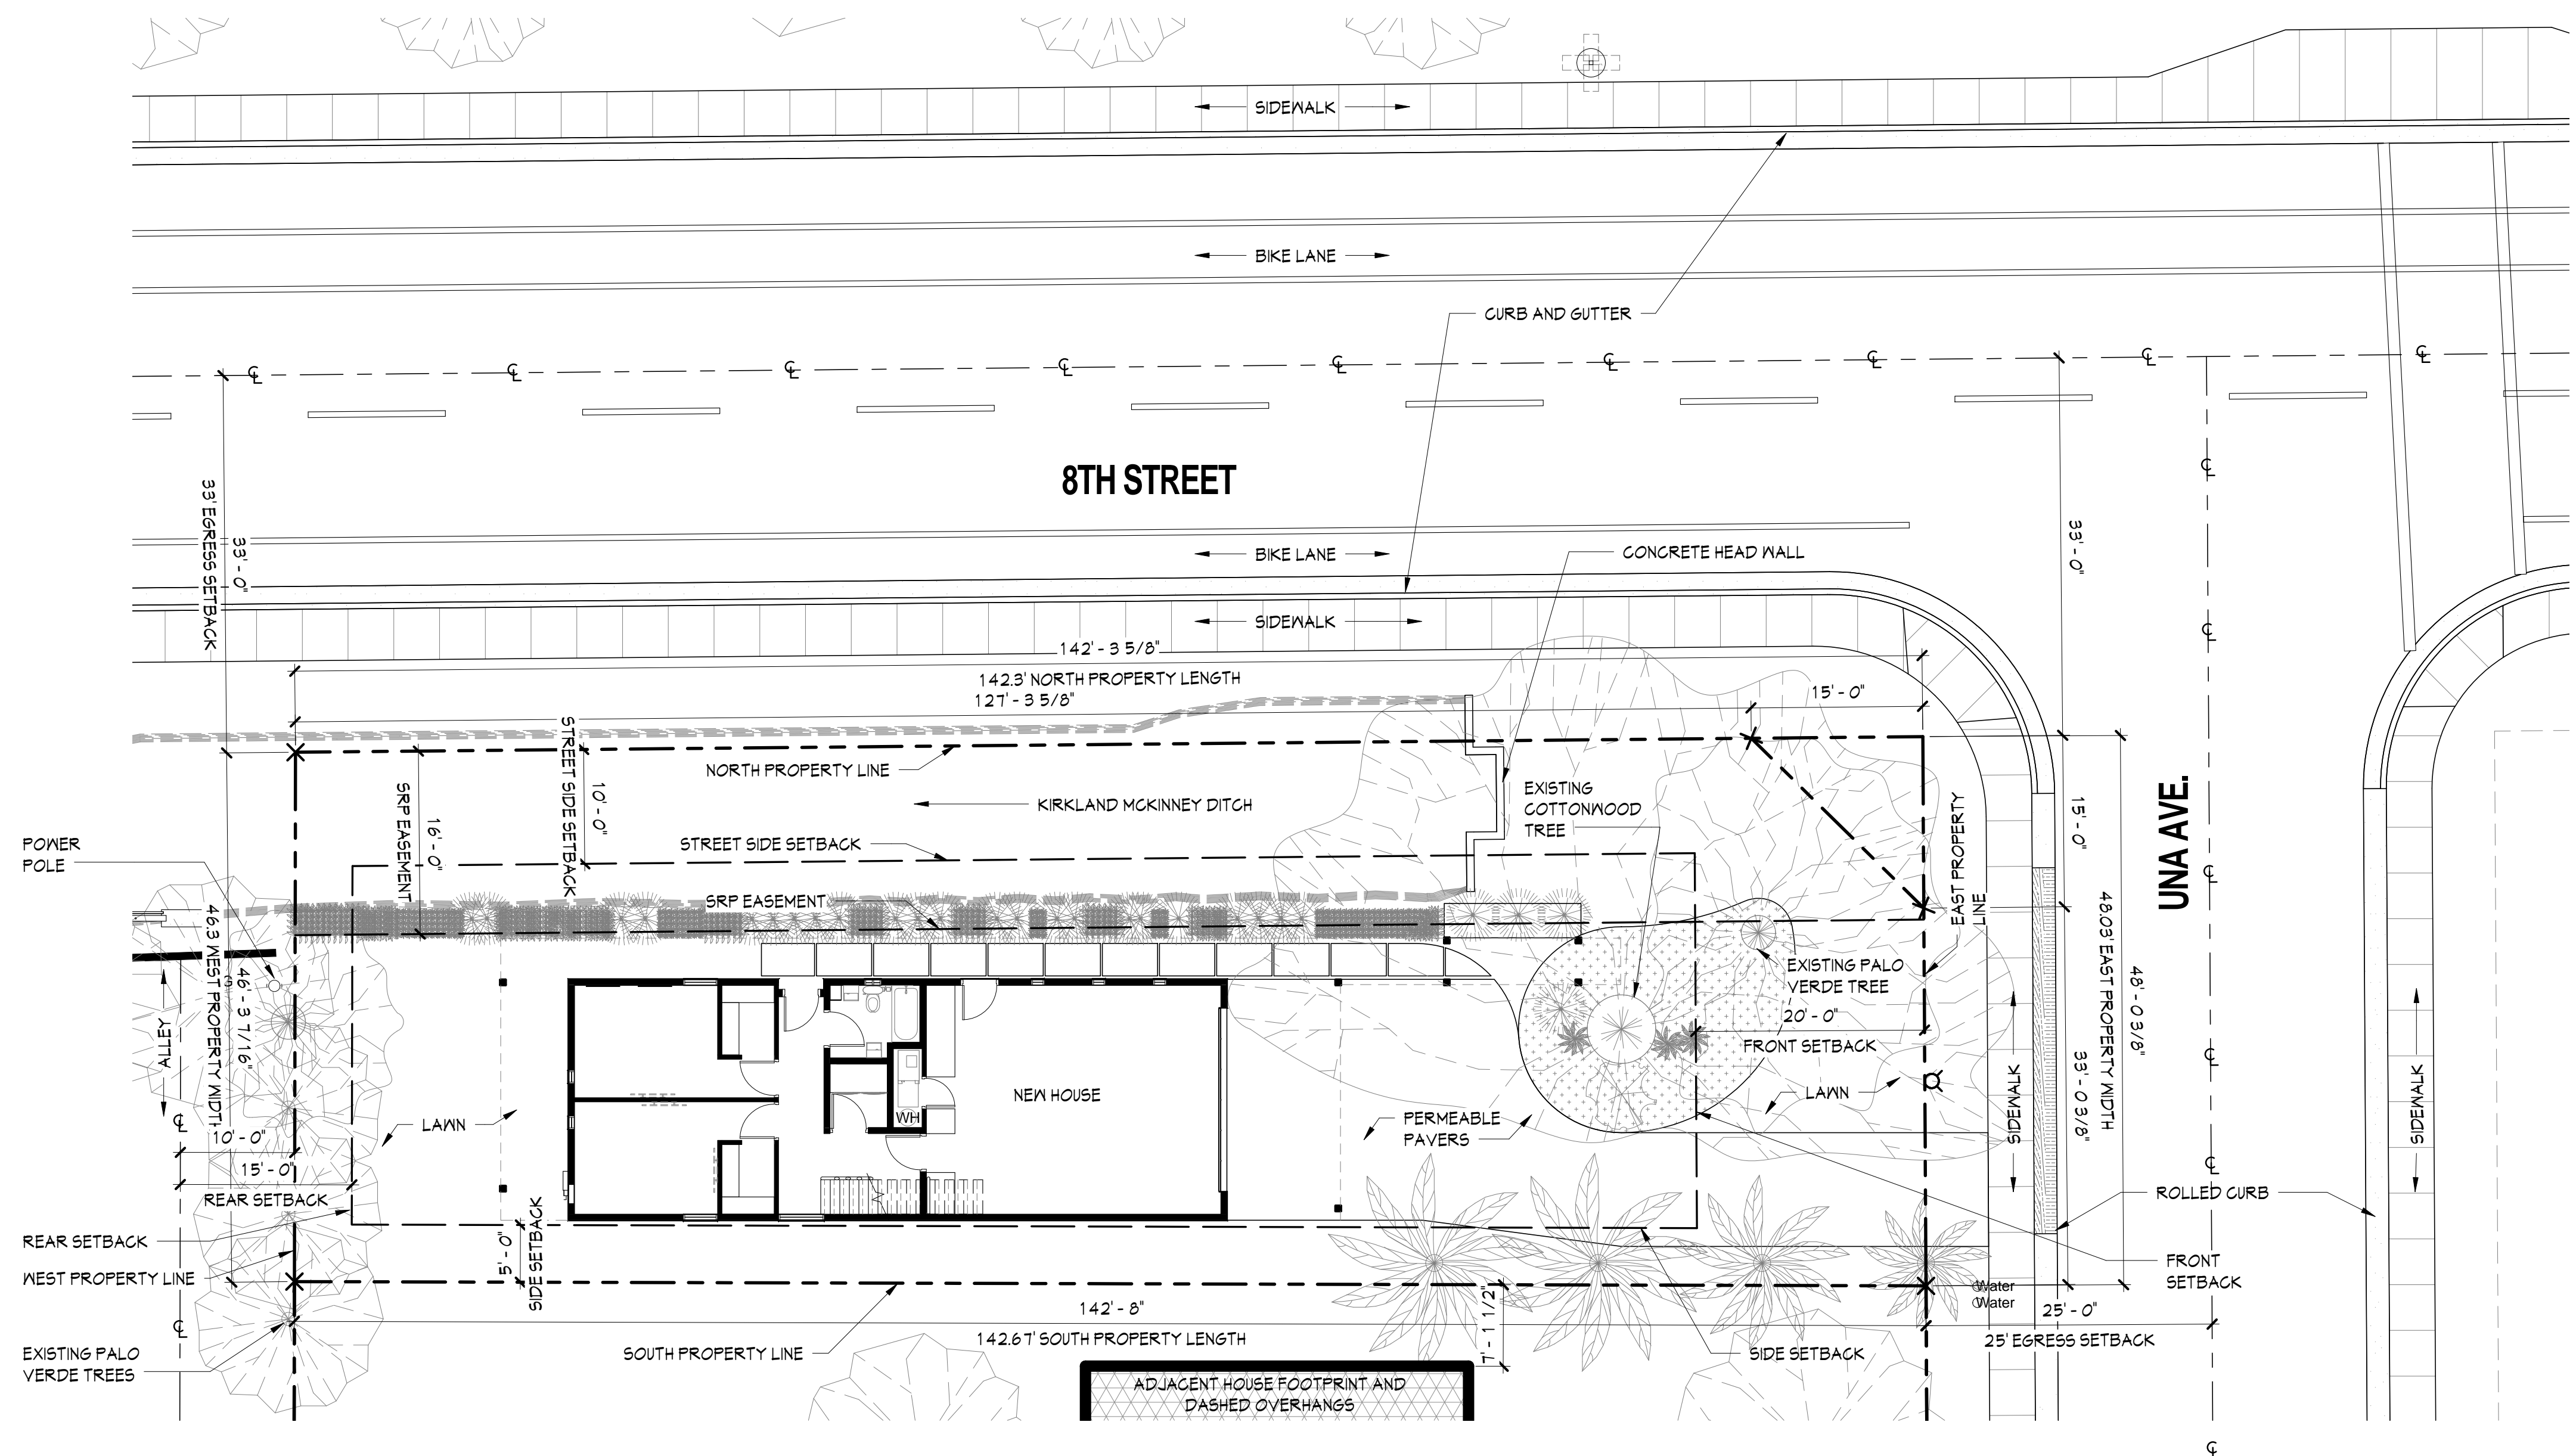 SIDEWALK
BIKE LANE
CURB AND GUTTER
℄ ℄ ℄ ℄ ℄ ℄ ℄ ℄ ℄
33' EGRESS SETBACK
33' - 0"
8TH STREET
33' - 0"
℄
BIKE LANE
CONCRETE HEAD WALL
SIDEWALK
℄
142' - 3 5/8"
142.3' NORTH PROPERTY LENGTH
127' - 3 5/8"
15' - 0"
STREET SIDE SETBACK
10' - 0"
NORTH PROPERTY LINE
SRP EASEMENT
16' - 0"
KIRKLAND MCKINNEY DITCH
EXISTING
COTTONWOOD
TREE
EAST PROPERTY
LINE
15' - 0"
UNA AVE.
℄
POWER
POLE
STREET SIDE SETBACK
SRP EASEMENT
46.3 WEST PROPERTY WIDTH
46' - 3 7/16"
48.03' EAST PROPERTY WIDTH
48' - 0 3/8"
EXISTING PALO
VERDE TREE
20' - 0"
FRONT SETBACK
ALLEY
℄
S
LAWN
10' - 0"
15' - 0"
REAR SETBACK
NEW HOUSE
WH
PERMEABLE
PAVERS
LAWN
SIDEWALK
33' - 0 3/8"
℄
SIDEWALK
℄
ROLLED CURB
REAR SETBACK
WEST PROPERTY LINE
5' - 0"
SIDE SETBACK
FRONT
SETBACK
Water
Water
142' - 8"
142.67' SOUTH PROPERTY LENGTH
7' - 1 1/2"
25' - 0"
25' EGRESS SETBACK
℄
EXISTING PALO
VERDE TREES
SOUTH PROPERTY LINE
SIDE SETBACK
ADJACENT HOUSE FOOTPRINT AND
DASHED OVERHANGS
℄